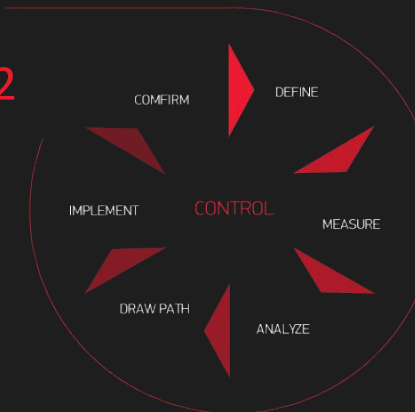 2
COMFIRM
DEFINE
IMPLEMENT
CONTROL
MEASURE
DRAW PATH
ANALYZE